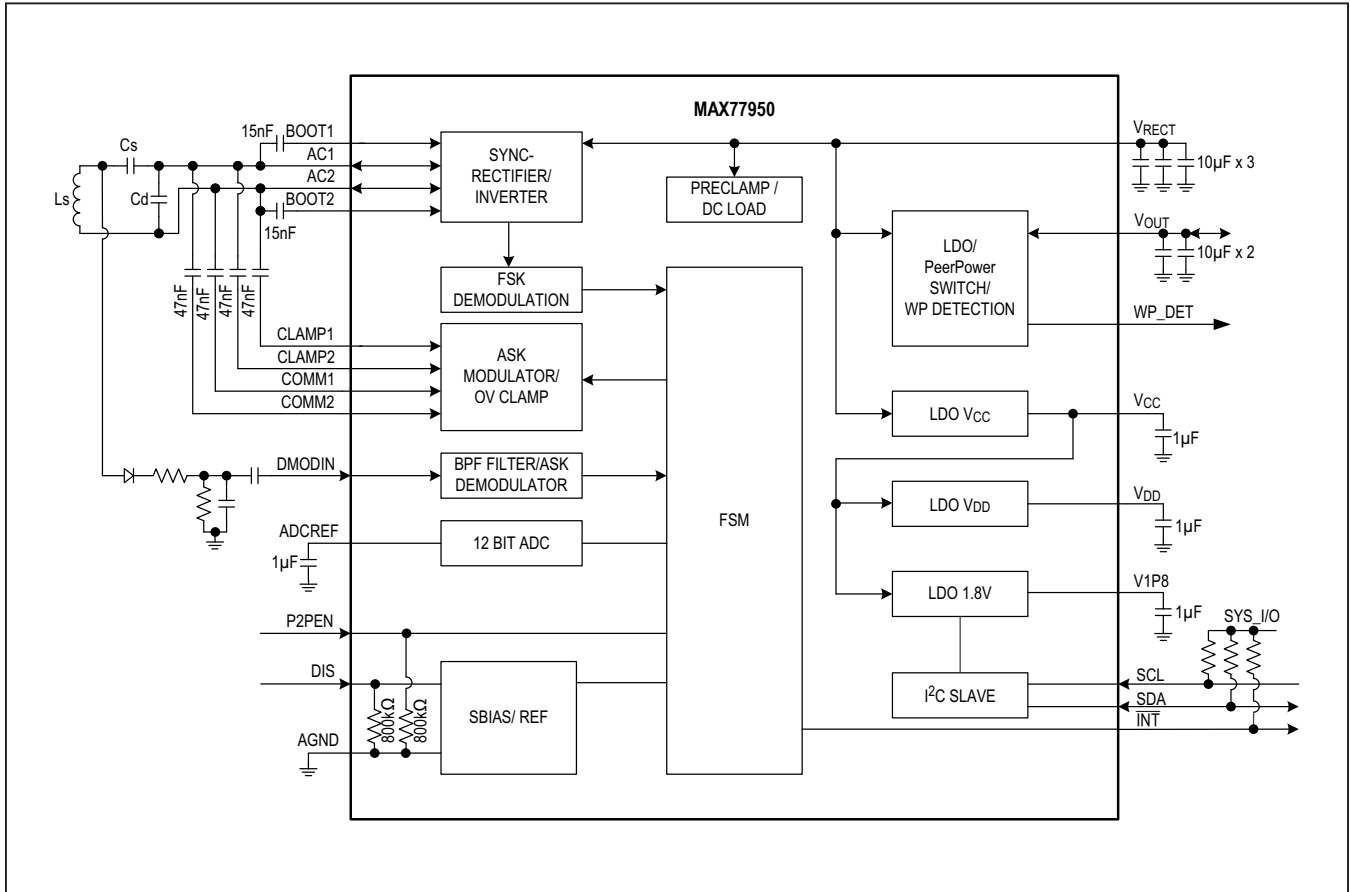 MAX77950
15nF
BOOT1
Cs
AC1
AC2
BOOT2
15nF
Ls
Cd
47nF
47nF
47nF
47nF
SYNC-
RECTIFIER/
INVERTER
PRECLAMP /
DC LOAD
VRECT
10µF x 3
VOUT
10µF x 2
LDO/
PeerPower
SWITCH/
WP DETECTION
WP_DET
FSK
DEMODULATION
CLAMP1
CLAMP2
COMM1
COMM2
ASK
MODULATOR/
OV CLAMP
LDO VCC
VCC
1µF
DMODIN
BPF FILTER/ASK
DEMODULATOR
FSM
LDO VDD
VDD
1µF
ADCREF
1µF
12 BIT ADC
LDO 1.8V
V1P8
1µF
SYS_I/O
P2PEN
DIS
800kΩ
800kΩ
AGND
SBIAS/ REF
I²C SLAVE
SCL
SDA
INT